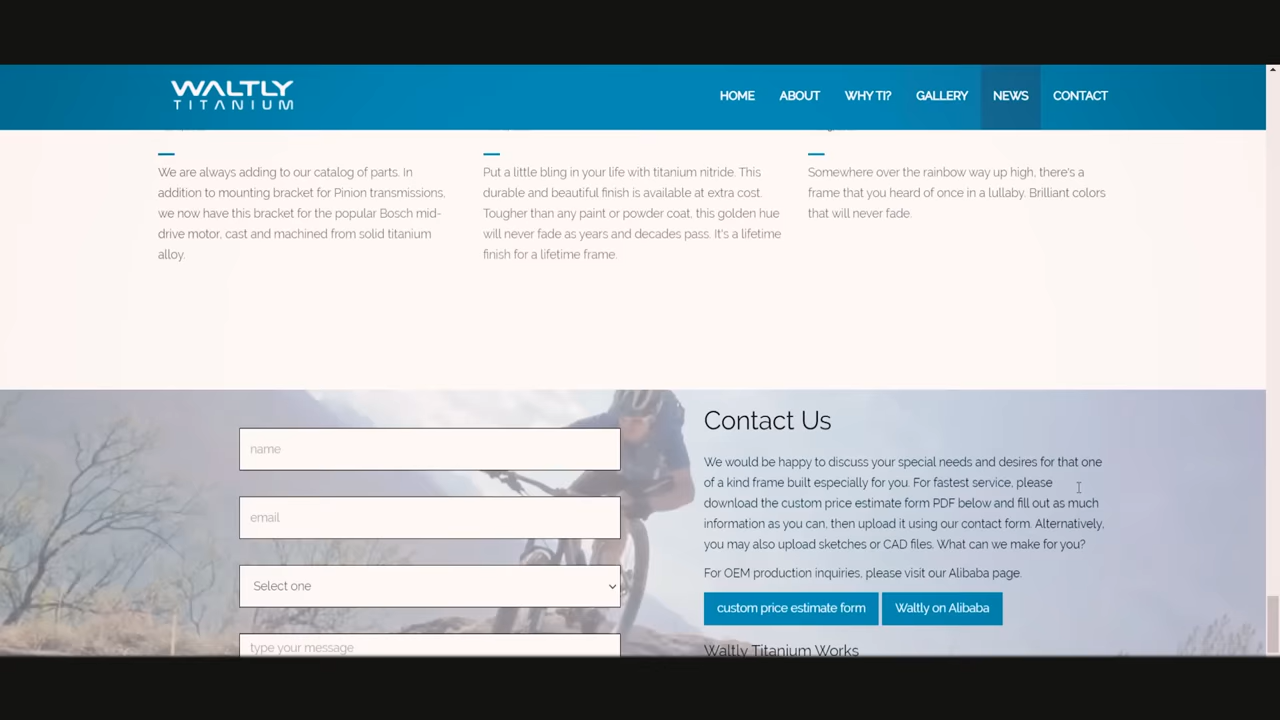 WALTLY
TITANIUM
HOME
ABOUT
WHY TI?
GALLERY
NEWS
CONTACT
We are always adding to our catalog of parts. In
addition to mounting bracket for Pinion transmissions,
we now have this bracket for the popular Bosch mid-
drive motor, cast and machined from solid titanium
alloy.
Put a little bling in your life with titanium nitride. This
durable and beautiful finish is available at extra cost.
Tougher than any paint or powder coat, this golden hue
will never fade as years and decades pass. It's a lifetime
finish for a lifetime frame.
Somewhere over the rainbow way up high, there's a
frame that you heard of once in a lullaby. Brilliant colors
that will never fade.
name
email
Select one
type your message
Contact Us
We would be happy to discuss your special needs and desires for that one
of a kind frame built especially for you. For fastest service, please
download the custom price estimate form PDF below and fill out as much
information as you can, then upload it using our contact form. Alternatively,
you may also upload sketches or CAD files. What can we make for you?
For OEM production inquiries, please visit our Alibaba page.
custom price estimate form
Waltly on Alibaba
Waltly Titanium Works